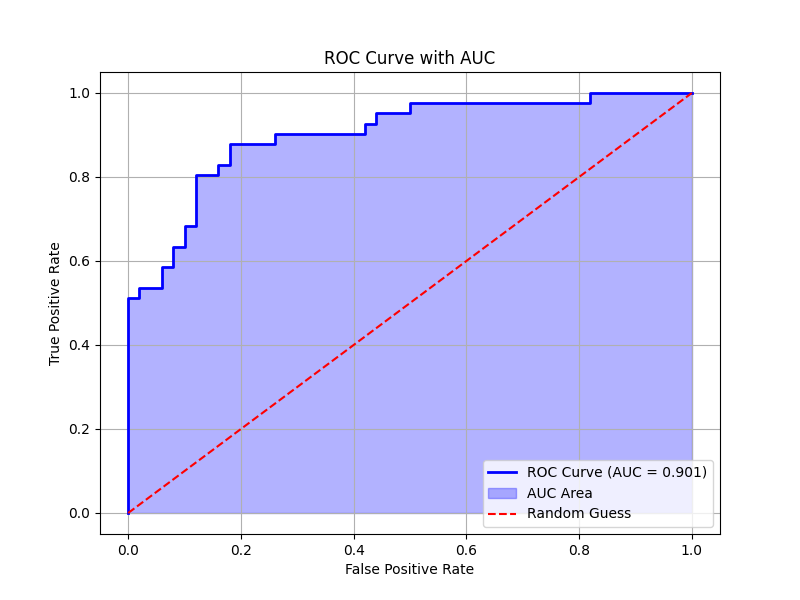 ROC Curve with AUC
True Positive Rate
1.0
0.8
0.6
0.4
0.2
0.0
0.0 0.2 0.4 0.6 0.8 1.0
False Positive Rate
ROC Curve (AUC = 0.901)
AUC Area
Random Guess